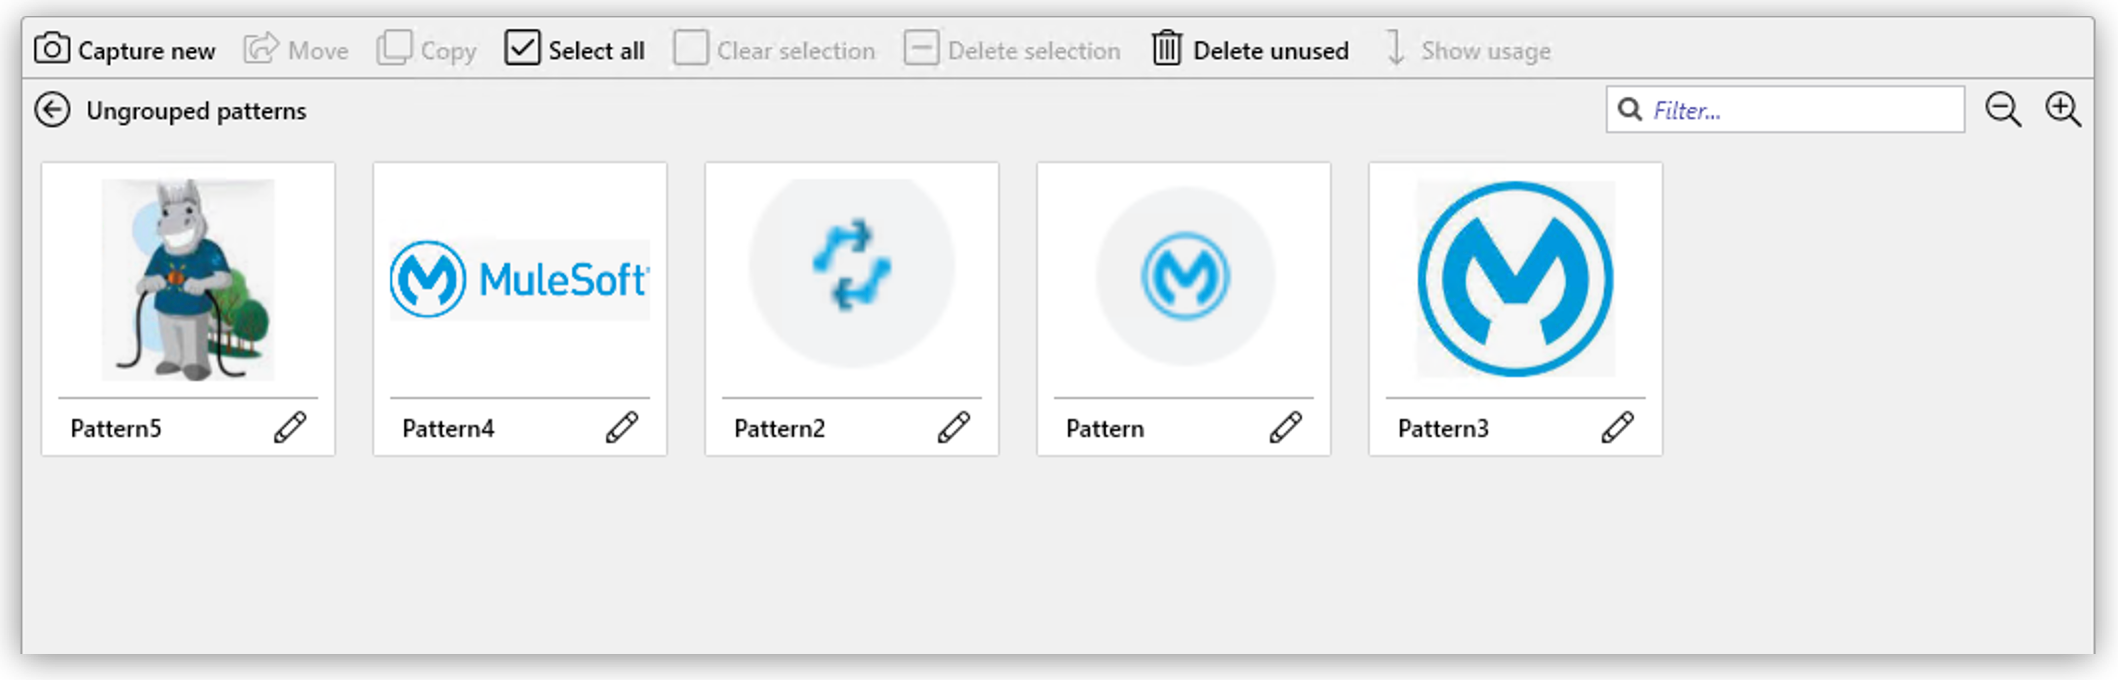 Capture new Move Copy Select all Clear selection Delete selection Delete unused Show usage
Ungrouped patterns Filter...
MuleSoft
Pattern5 Pattern4 Pattern2 Pattern Pattern3